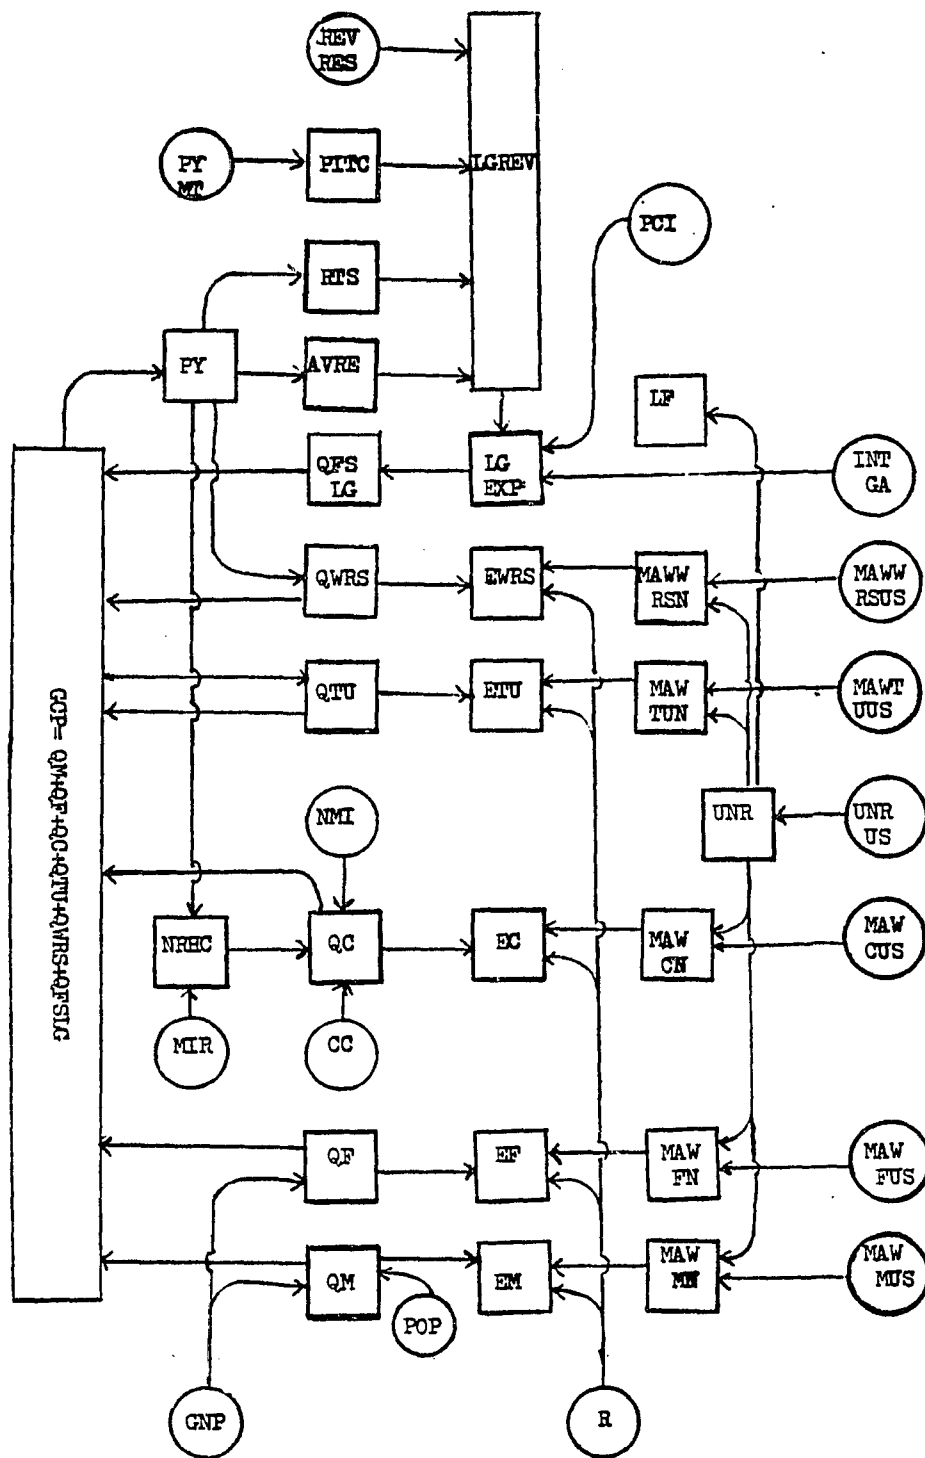 REV
RES
PY
MT
PITC
LGREV
PCI
RTS
PY
AVRE
LF
QFS
LG
LG
EXP
INT
GA
QWRS
EWRS
MAWW
RSN
MAWW
RSUS
QTU
ETU
MAW
TUN
MAWT
UUS
NMI
UNR
UNR
US
GOP= QM+QF+QC+QTU+QWRS+QFSLG
NRHC
QC
EC
MAW
CN
MAW
CUS
MIR
CC
QF
EF
MAW
FN
MAW
FUS
QM
EM
MAW
MN
MAW
MUS
POP
GNP
R